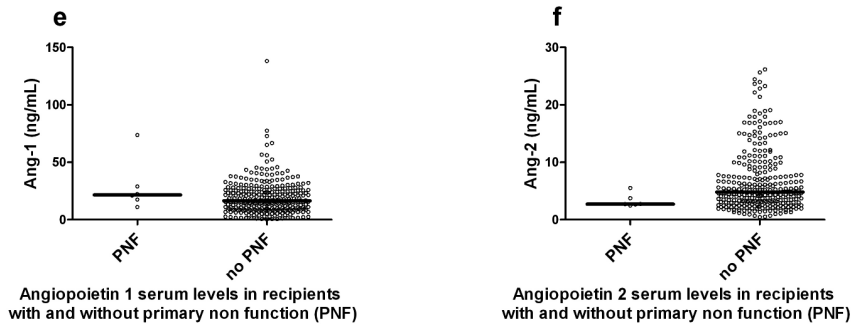 e
150
100
50
0
Ang-1 (ng/mL)
PNF
no PNF
Angiopoietin 1 serum levels in recipients
with and without primary non function (PNF)
f
30
20
10
0
Ang-2 (ng/mL)
PNF
no PNF
Angiopoietin 2 serum levels in recipients
with and without primary non function (PNF)